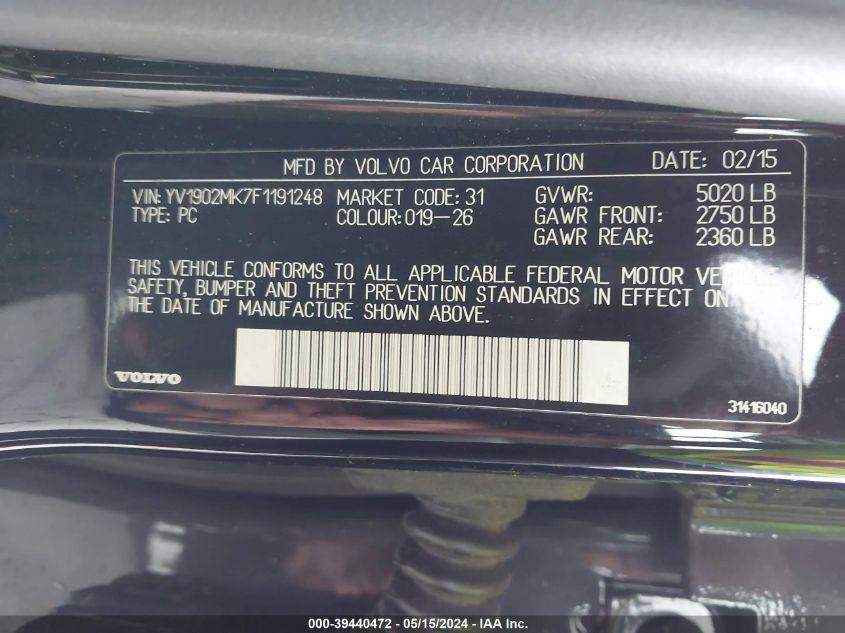 MFD BY VOLVO CAR CORPORATION DATE: 02/15
VIN: YV1902MK7F1191248 MARKET CODE: 31 GVWR: 5020 LB
TYPE: PC COLOUR: 019-26 GAWR FRONT: 2750 LB
GAWR REAR: 2360 LB
THIS VEHICLE CONFORMS TO ALL APPLICABLE FEDERAL MOTOR VEHICLE
SAFETY, BUMPER AND THEFT PREVENTION STANDARDS IN EFFECT ON
THE DATE OF MANUFACTURE SHOWN ABOVE.
VOLVO
31416040
000-39440472 - 05/15/2024 - IAA Inc.